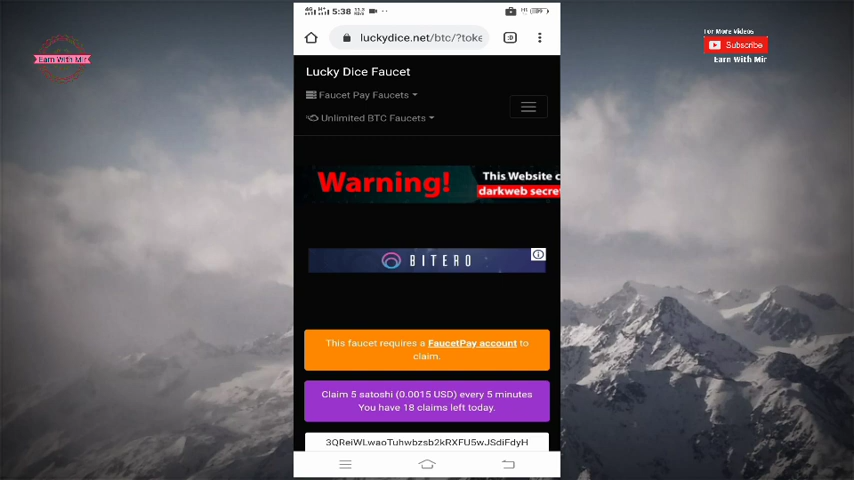 5:38
luckydice.net/btc/?toke
For More Videos
Subscribe
Earn With Mir
Earn With Mir
Lucky Dice Faucet
Faucet Pay Faucets
Unlimited BTC Faucets
Warning!
This Website c
darkweb secret
BITERO
This faucet requires a FaucetPay account to
claim.
Claim 5 satoshi (0.0015 USD) every 5 minutes
You have 18 claims left today.
3QReiWLwaoTuhwbzsb2kRXFU5wJSdiFdyH